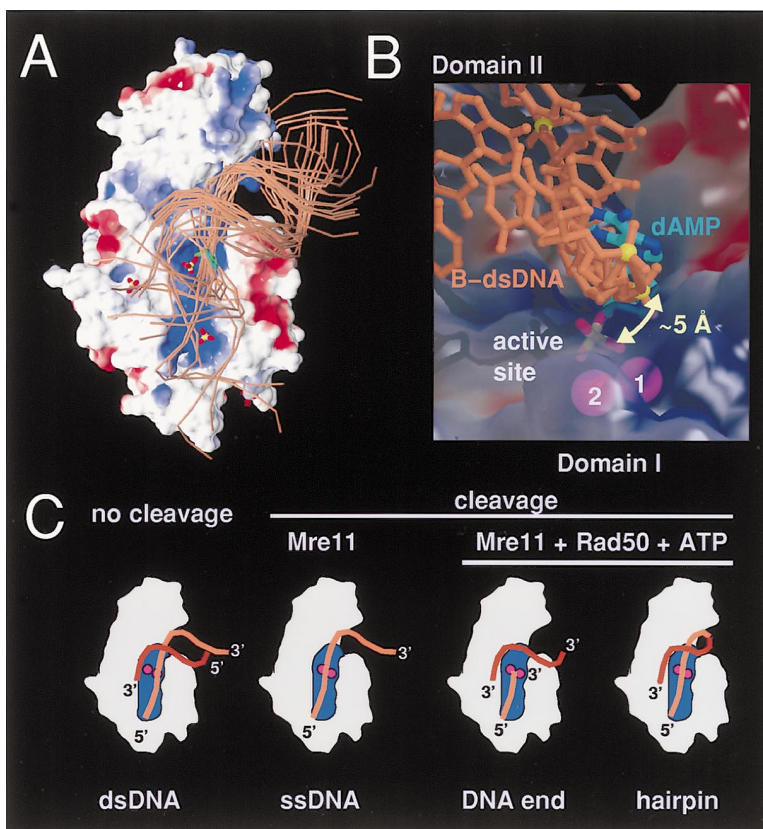 A
B
Domain II
dAMP
B–dsDNA
~5 Å
active
site
1
2
Domain I
C
no cleavage
cleavage
Mre11
Mre11 + Rad50 + ATP
3’
5’
3’
5’
3’
5’
3’
3’
3’
5’
3’
5’
dsDNA
ssDNA
DNA end
hairpin